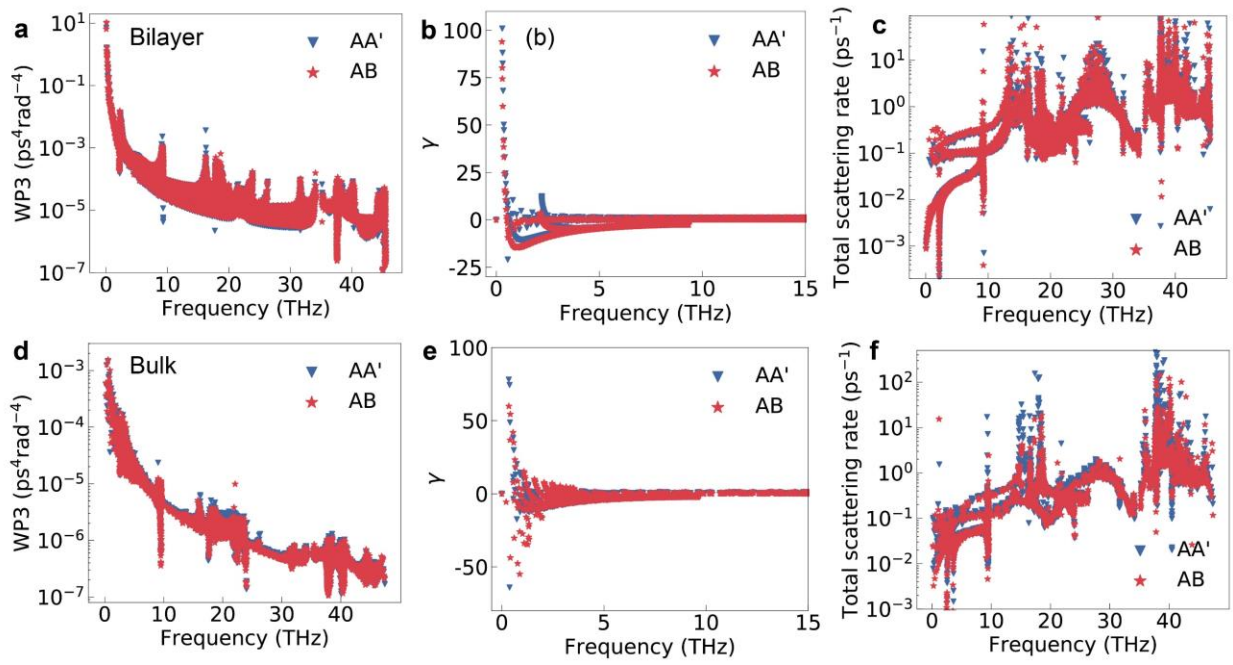 a
Bilayer
AA'
AB
10^1
10^{-1}
10^{-3}
10^{-5}
10^{-7}
WP3 (ps^4rad^{-4})
0 10 20 30 40
Frequency (THz)
b
(b)
AA'
AB
100
75
50
25
0
-25
γ
0 5 10 15
Frequency (THz)
c
10^2
10^1
10^0
10^{-1}
10^{-2}
10^{-3}
Total scattering rate (ps^{-1})
AA'
AB
0 10 20 30 40
Frequency (THz)
d
Bulk
AA'
AB
10^{-3}
10^{-4}
10^{-5}
10^{-6}
10^{-7}
WP3 (ps^4rad^{-4})
0 10 20 30 40
Frequency (THz)
e
AA'
AB
100
50
0
-50
γ
0 5 10 15
Frequency (THz)
f
10^2
10^1
10^0
10^{-1}
10^{-2}
10^{-3}
Total scattering rate (ps^{-1})
AA'
AB
0 10 20 30 40
Frequency (THz)